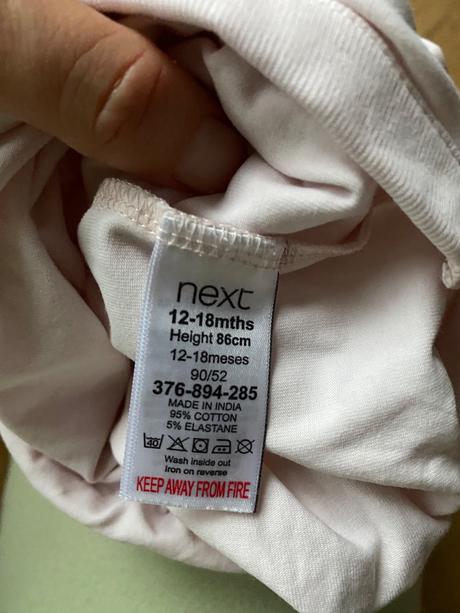 next
12-18mths
Height 86cm
12-18meses
90/52
376-894-285
MADE IN INDIA
95% COTTON
5% ELASTANE
40
Wash inside out
Iron on reverse
KEEP AWAY FROM FIRE